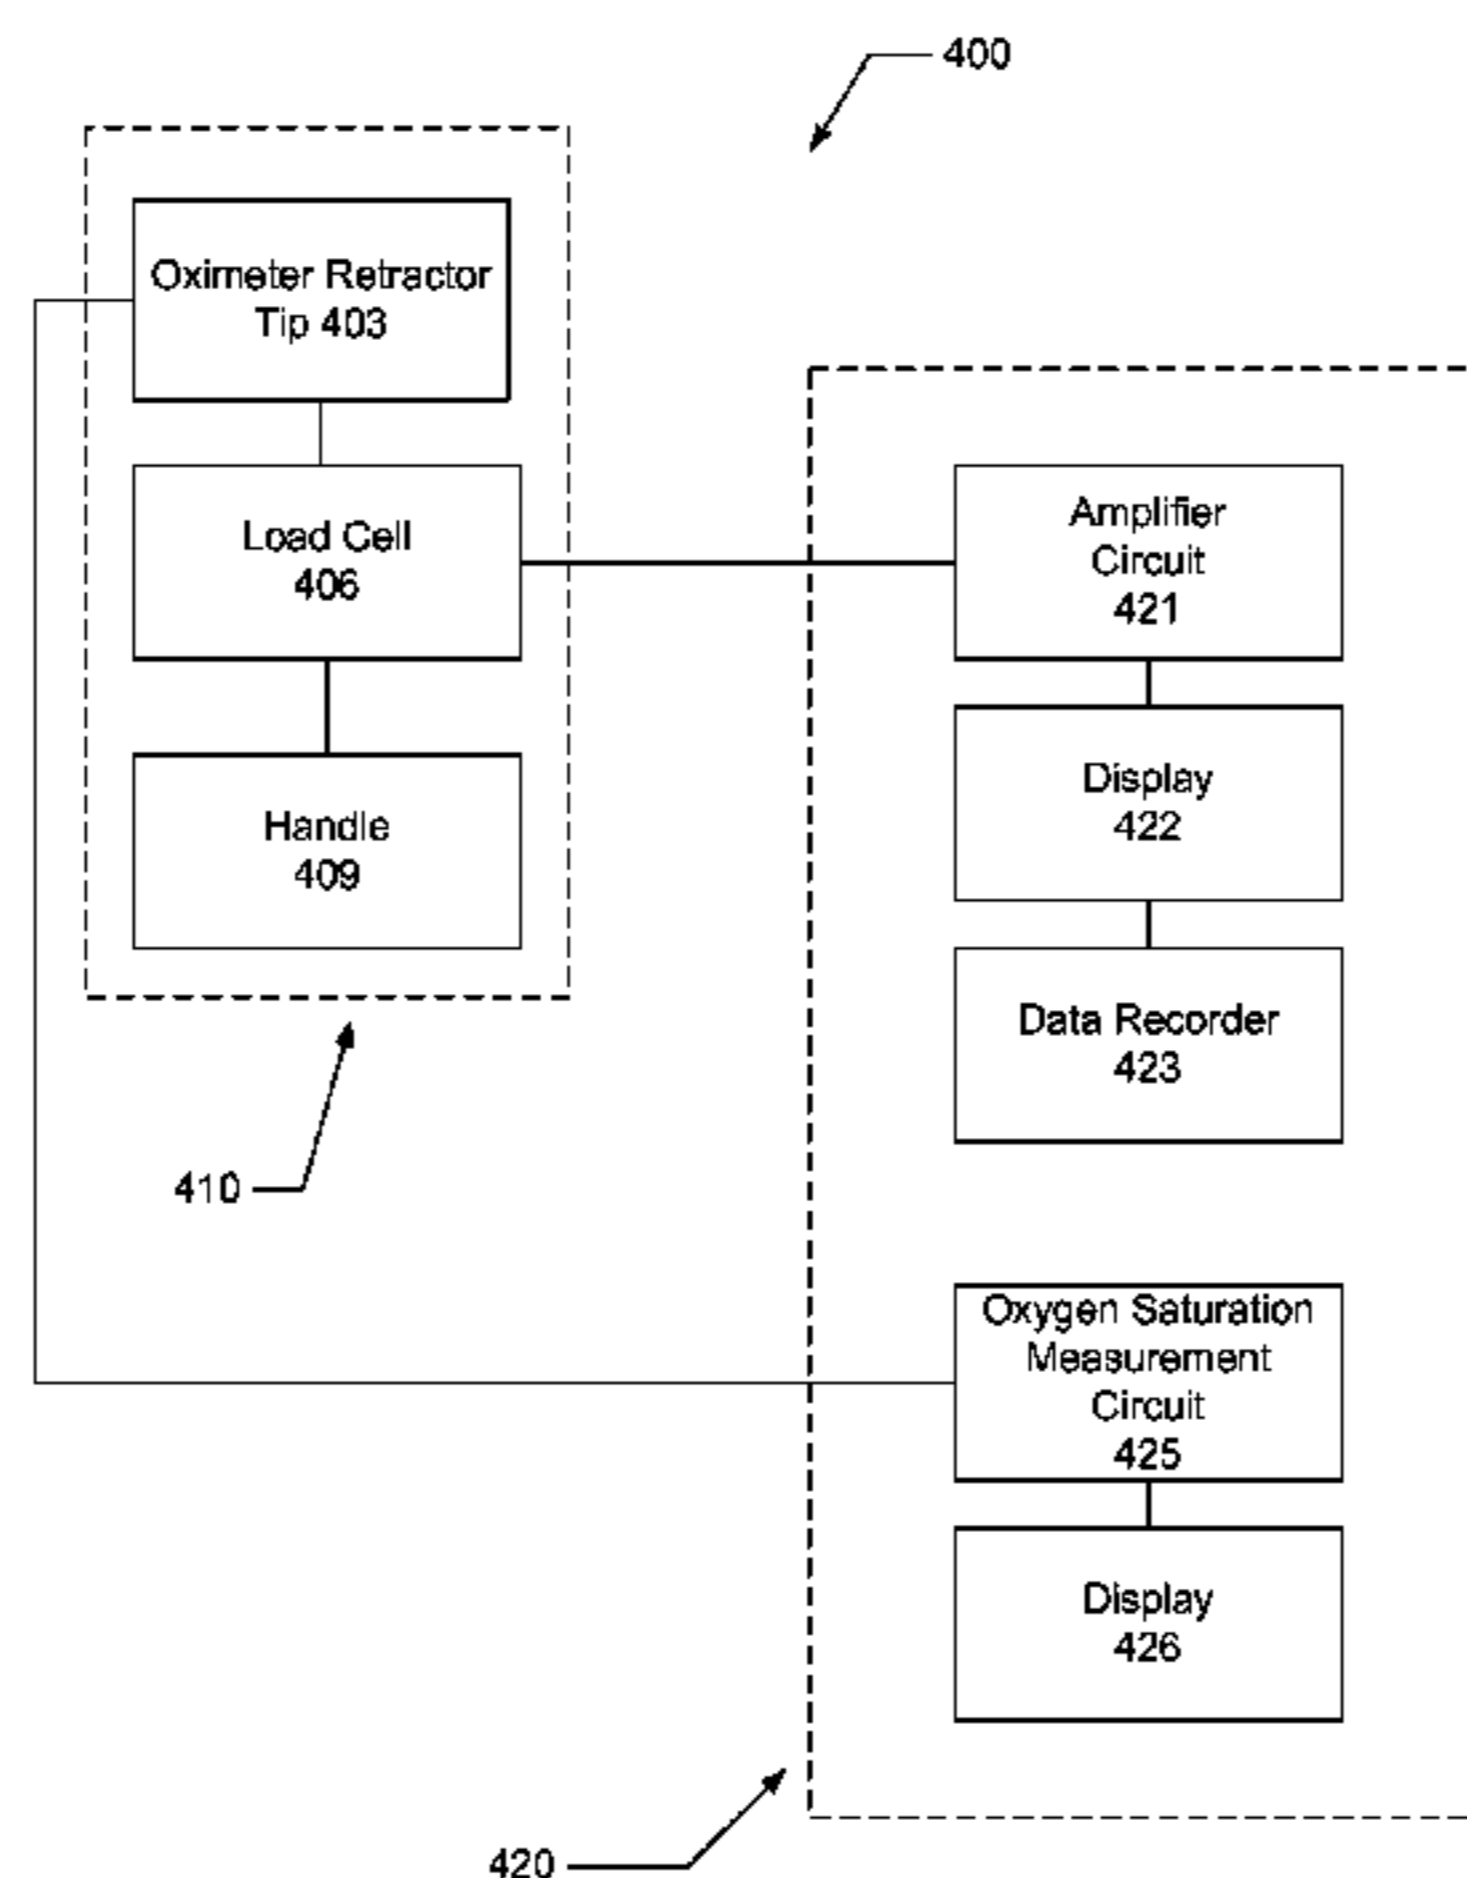 400
Oximeter Retractor
Tip 403
Load Cell
406
Handle
409
410
Amplifier
Circuit
421
Display
422
Data Recorder
423
Oxygen Saturation
Measurement
Circuit
425
Display
426
420